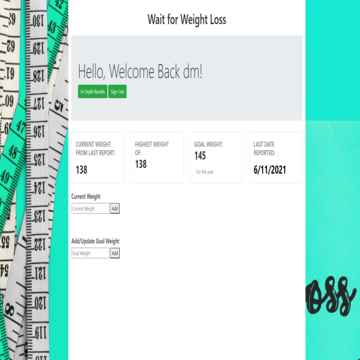 Wait for Weight Loss
Hello, Welcome Back dm!
In Depth Results
Sign Out
CURRENT WEIGHT
FROM LAST REPORT:
138
HIGHEST WEIGHT
OF:
138
GOAL WEIGHT:
145
For the year
LAST DATE
REPORTED:
6/11/2021
Current Weight
Current Weight
Add
Add/Update Goal Weight
Goal Weight
Add
oss